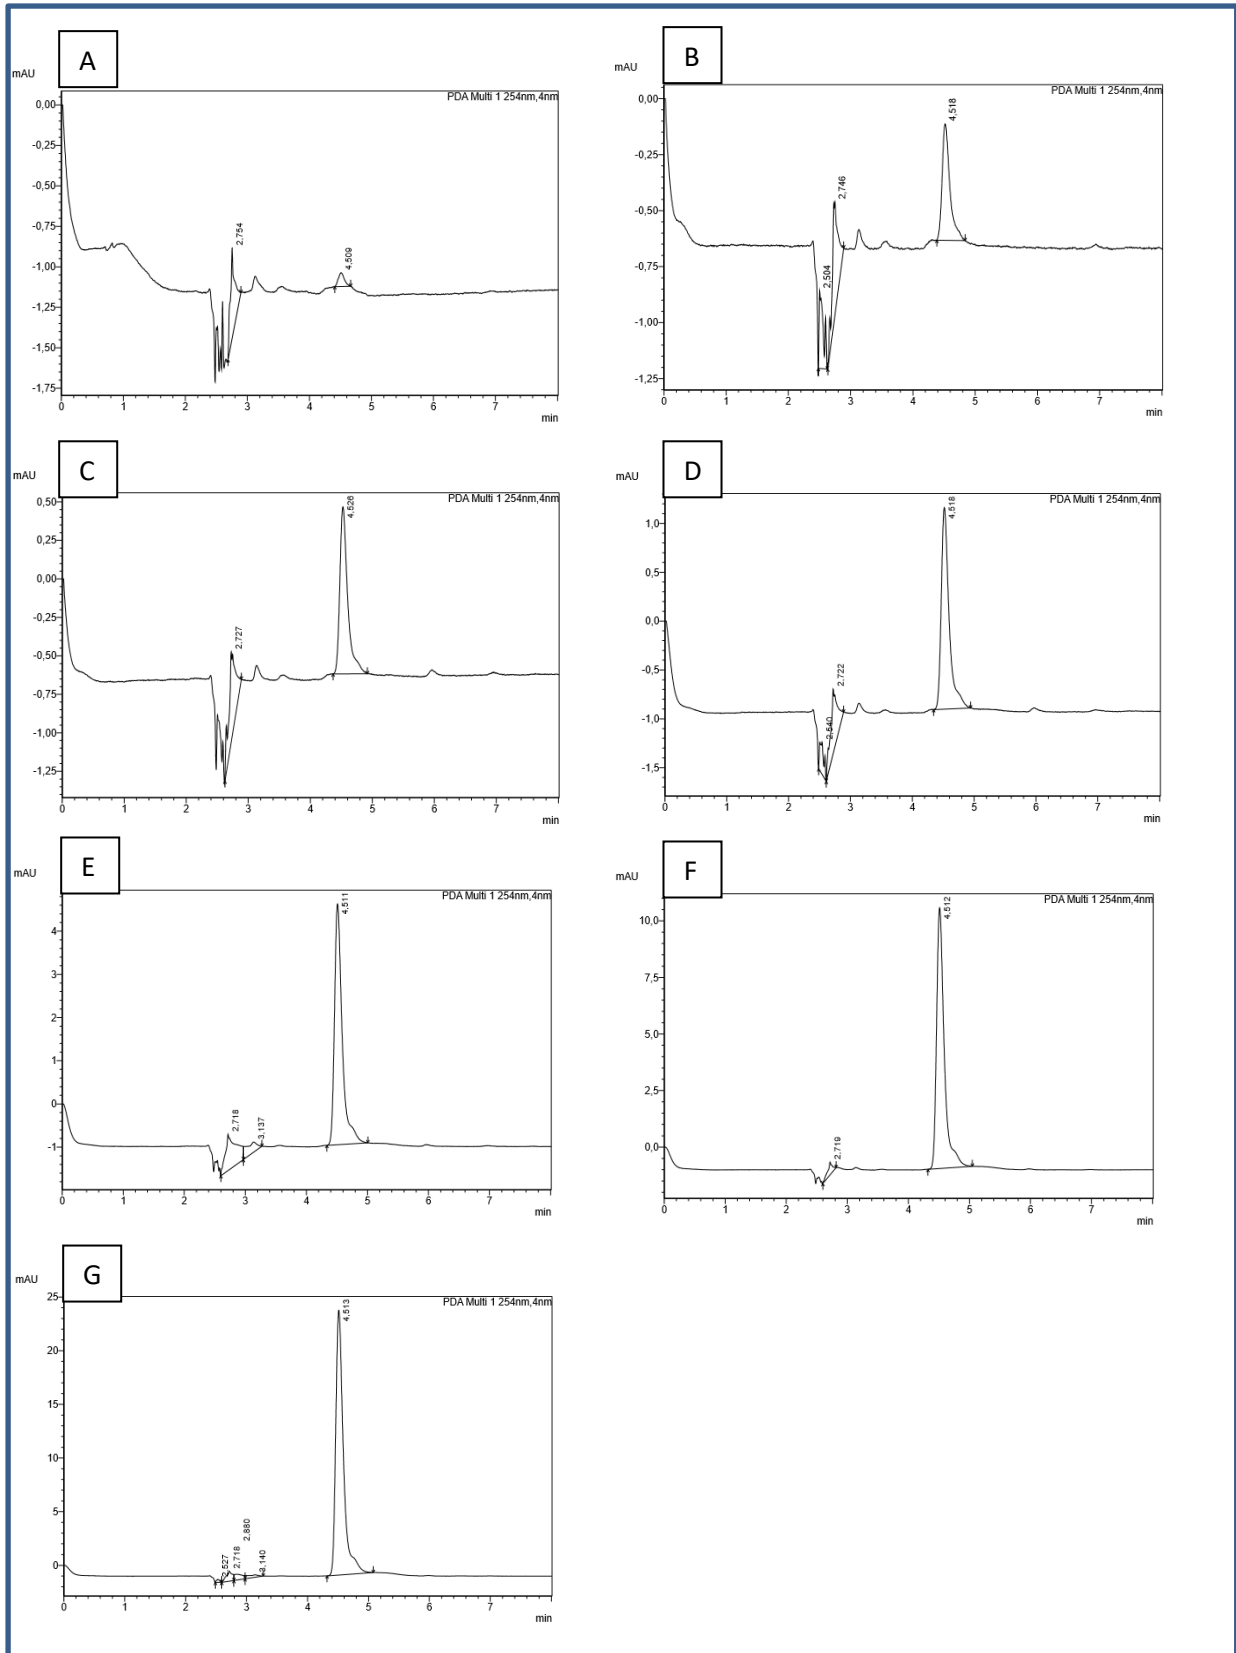 A
mAU
PDA Multi 1 254nm,4nm
0,00
-0,25
-0,50
-0,75
-1,00
-1,25
-1,50
-1,75
2,754
4,509
0 1 2 3 4 5 6 7
min
B
mAU
PDA Multi 1 254nm,4nm
0,00
-0,25
-0,50
-0,75
-1,00
-1,25
2,504
2,746
4,518
0 1 2 3 4 5 6 7
min
C
mAU
PDA Multi 1 254nm,4nm
0,50
0,25
0,00
-0,25
-0,50
-0,75
-1,00
-1,25
2,727
4,526
0 1 2 3 4 5 6 7
min
D
mAU
PDA Multi 1 254nm,4nm
1,0
0,5
0,0
-0,5
-1,0
-1,5
2,540
2,722
4,518
0 1 2 3 4 5 6 7
min
E
mAU
PDA Multi 1 254nm,4nm
4
3
2
1
0
-1
2,718
3,137
4,511
0 1 2 3 4 5 6 7
min
F
mAU
PDA Multi 1 254nm,4nm
10,0
7,5
5,0
2,5
0,0
2,719
4,512
0 1 2 3 4 5 6 7
min
G
mAU
PDA Multi 1 254nm,4nm
25
20
15
10
5
0
2,527
2,718
2,880
3,140
4,513
0 1 2 3 4 5 6 7
min